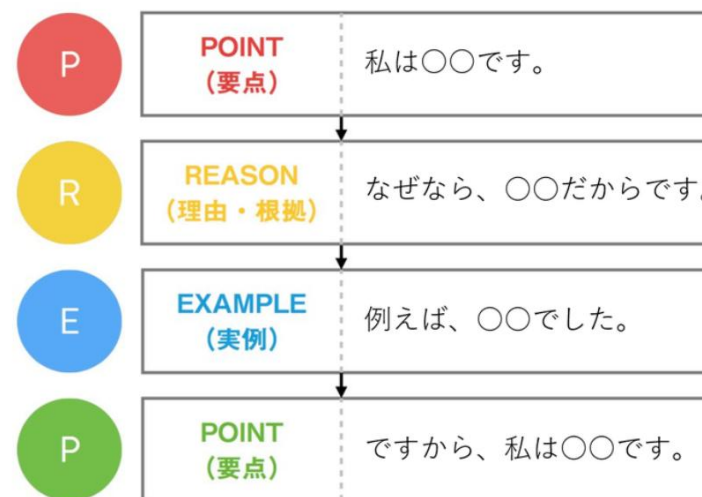 P
POINT
(要点)
私は〇〇です。
R
REASON
(理由・根拠)
なぜなら、〇〇だからです。
E
EXAMPLE
(実例)
例えば、〇〇でした。
P
POINT
(要点)
ですから、私は〇〇です。